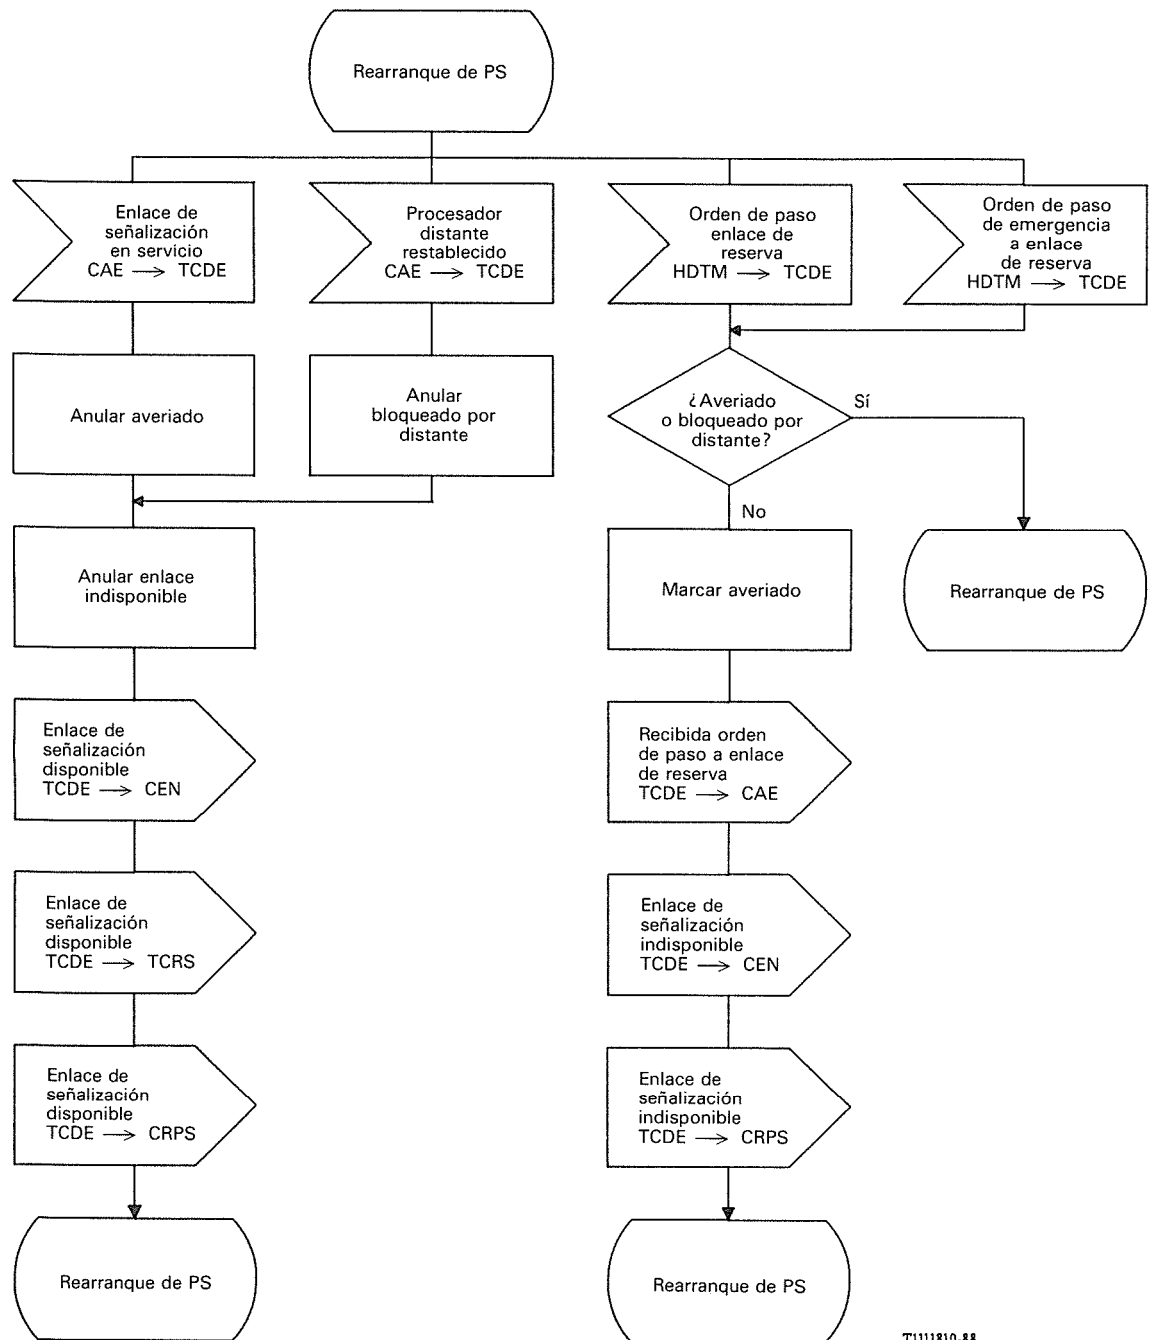 Rearranque de PS
Enlace de
señalización
en servicio
CAE → TCDE
Procesador
distante
restablecido
CAE → TCDE
Orden de paso
enlace de
reserva
HDTM → TCDE
Orden de paso
de emergencia
a enlace
de reserva
HDTM → TCDE
Anular averiado
Anular
bloqueado por
distante
¿Averiado
o bloqueado por
distante?
Sí
No
Anular enlace
indisponible
Marcar averiado
Rearranque de PS
Enlace de
señalización
disponible
TCDE → CEN
Recibida orden
de paso a enlace
de reserva
TCDE → CAE
Enlace de
señalización
disponible
TCDE → TCRS
Enlace de
señalización
indisponible
TCDE → CEN
Enlace de
señalización
disponible
TCDE → CRPS
Enlace de
señalización
indisponible
TCDE → CRPS
Rearranque de PS
Rearranque de PS
T1111810-88